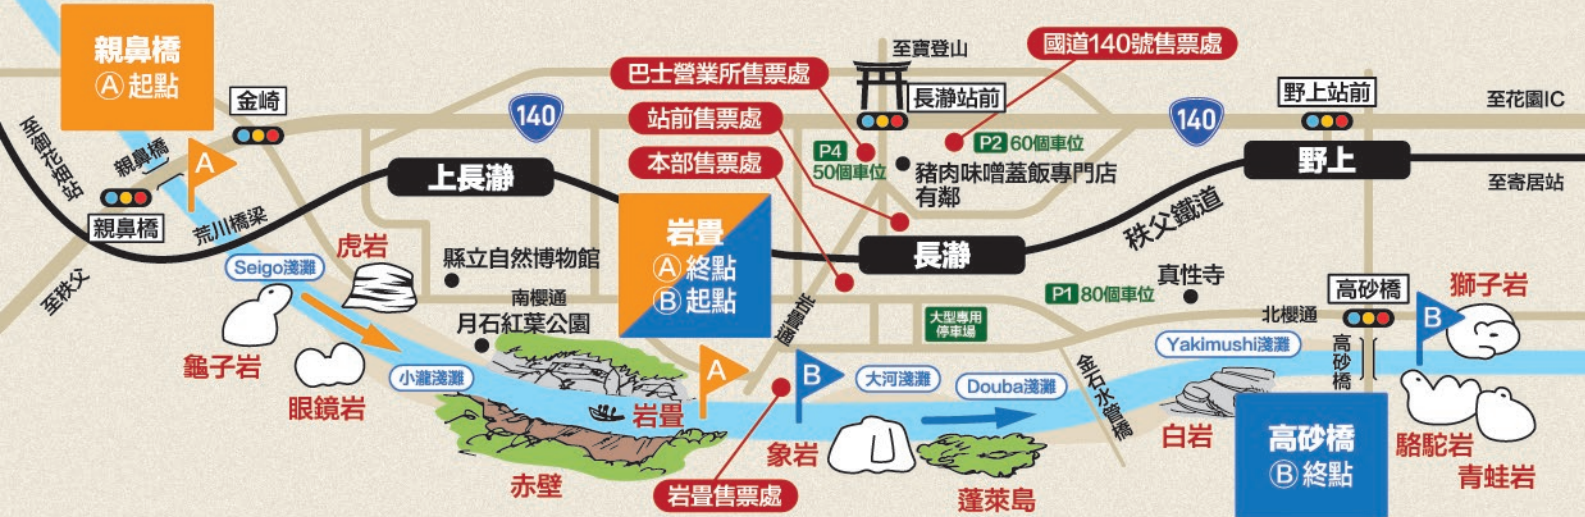 親鼻橋
Ⓐ起點
金崎
至御花畑站
親鼻橋
A
親鼻橋
荒川橋梁
至秩父
Seigo淺灘
龜子岩
虎岩
眼鏡岩
140
上長瀞
縣立自然博物館
南櫻通
月石紅葉公園
小瀧淺灘
赤壁
岩畳
A
岩畳
Ⓐ終點
Ⓑ起點
巴士營業所售票處
站前售票處
本部售票處
岩畳售票處
至寶登山
國道140號售票處
長瀞站前
P4
50個車位
P2 60個車位
豬肉味噌蓋飯專門店
有鄰
長瀞
岩畳通
B
象岩
大河淺灘
大型專用
停車場
Douba淺灘
蓬萊島
P1 80個車位
金石水管橋
秩父鐵道
140
野上站前
野上
至花園IC
至寄居站
真性寺
高砂橋
北櫻通
Yakimushi淺灘
白岩
高砂橋
高砂橋
Ⓑ終點
B
獅子岩
駱駝岩
青蛙岩